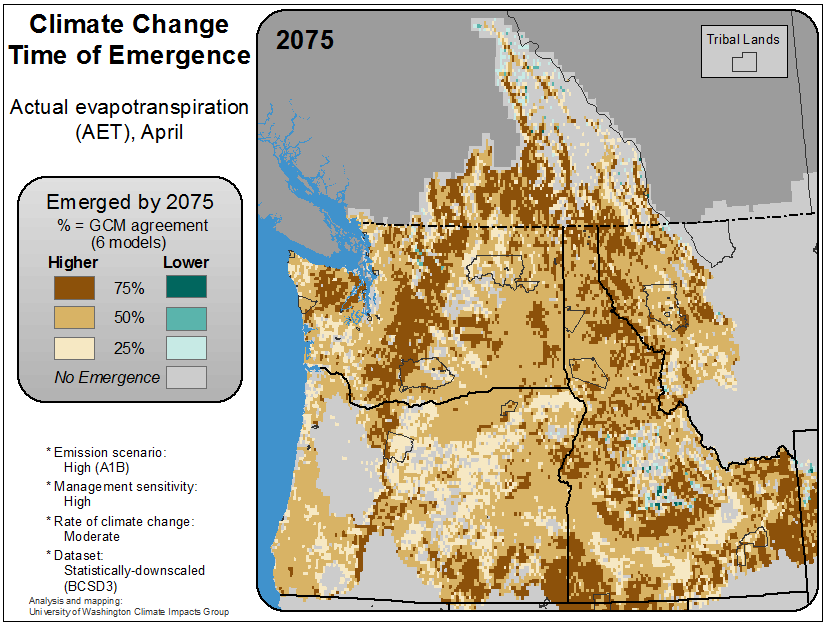 Climate Change
Time of Emergence
Actual evapotranspiration
(AET), April
Emerged by 2075
% = GCM agreement
(6 models)
Higher Lower
75%
50%
25%
No Emergence
* Emission scenario:
High (A1B)
* Management sensitivity:
High
* Rate of climate change:
Moderate
* Dataset:
Statistically-downscaled
(BCSD3)
Analysis and mapping:
University of Washington Climate Impacts Group
2075
Tribal Lands